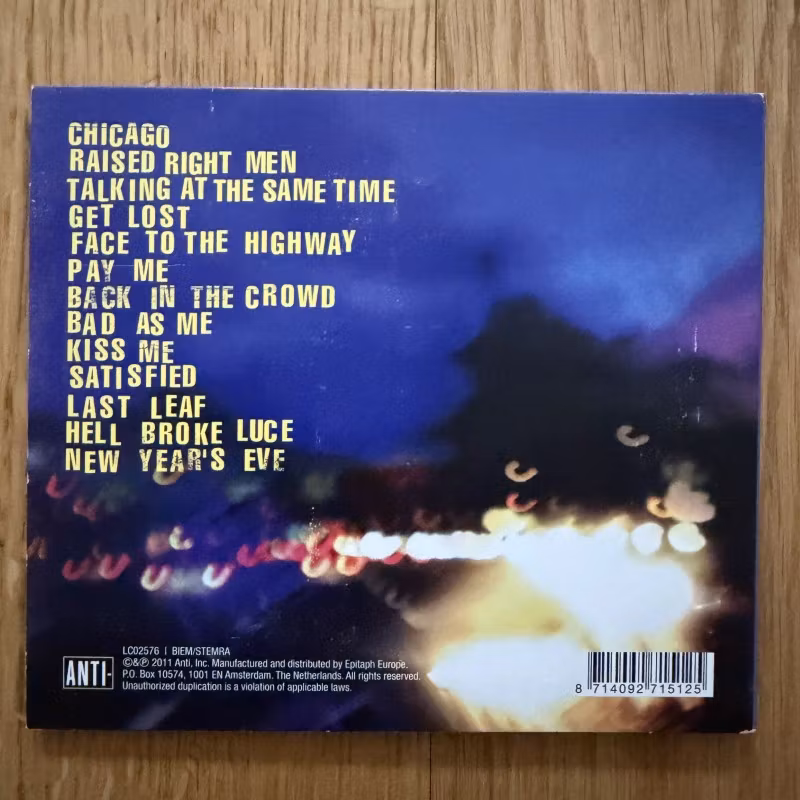 CHICAGO
RAISED RIGHT MEN
TALKING AT THE SAME TIME
GET LOST
FACE TO THE HIGHWAY
PAY ME
BACK IN THE CROWD
BAD AS ME
KISS ME
SATISFIED
LAST LEAF
HELL BROKE LUCE
NEW YEAR'S EVE
ANTI-
LC02576 | BIEM/STEMRA
©&℗ 2011 Anti, Inc. Manufactured and distributed by Epitaph Europe.
P.O. Box 10574, 1001 EN Amsterdam. The Netherlands. All rights reserved.
Unauthorized duplication is a violation of applicable laws.
8 714092 715125